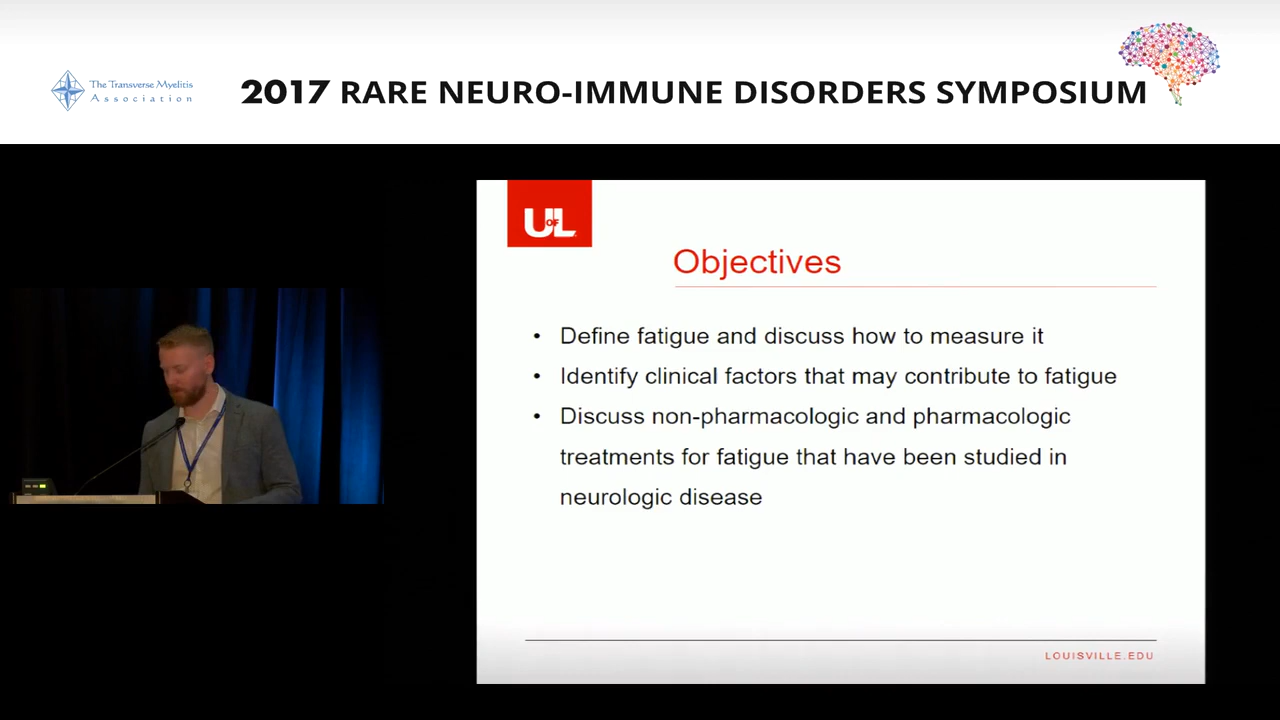 The Transverse Myelitis
Association
2017 RARE NEURO-IMMUNE DISORDERS SYMPOSIUM
UOFL
Objectives
• Define fatigue and discuss how to measure it
• Identify clinical factors that may contribute to fatigue
• Discuss non-pharmacologic and pharmacologic
treatments for fatigue that have been studied in
neurologic disease
LOUISVILLE.EDU